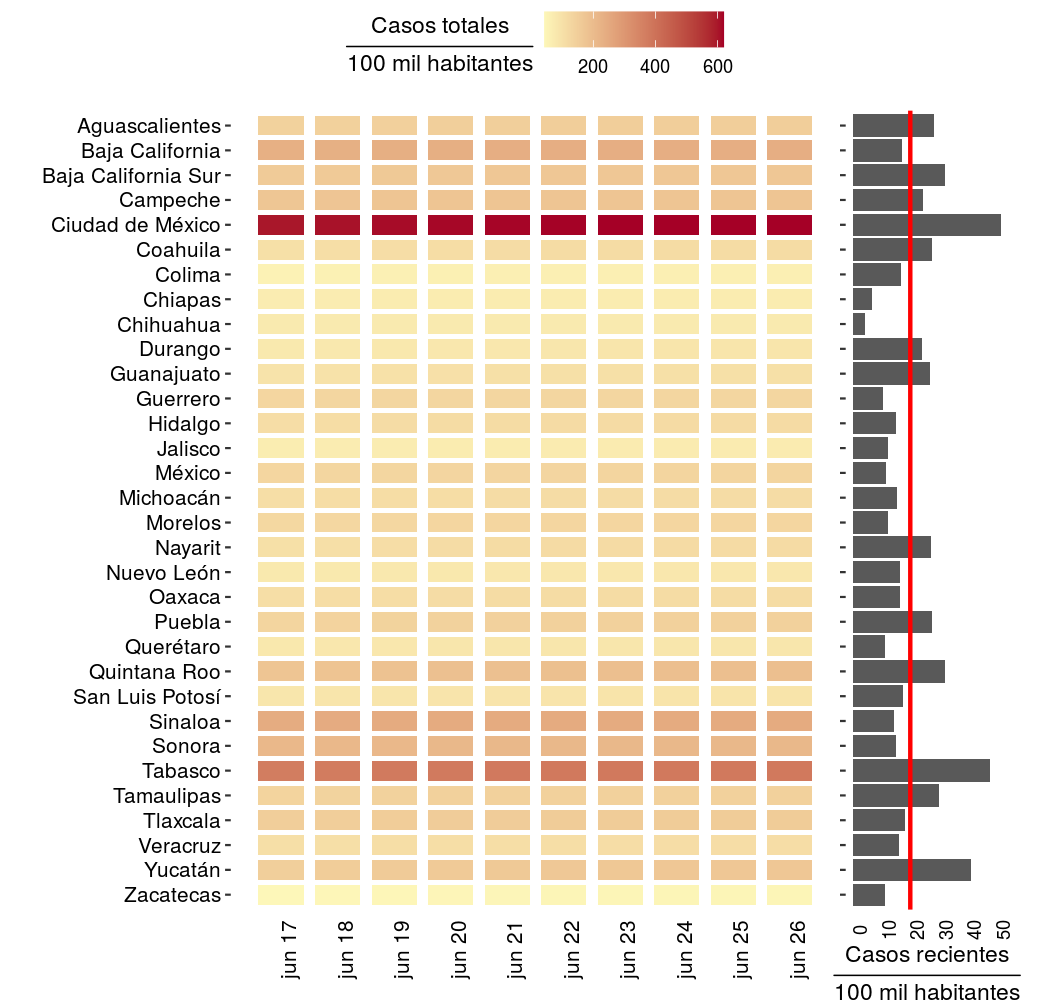 Casos totales
100 mil habitantes
200 400 600
Aguascalientes
Baja California
Baja California Sur
Campeche
Ciudad de México
Coahuila
Colima
Chiapas
Chihuahua
Durango
Guanajuato
Guerrero
Hidalgo
Jalisco
México
Michoacán
Morelos
Nayarit
Nuevo León
Oaxaca
Puebla
Querétaro
Quintana Roo
San Luis Potosí
Sinaloa
Sonora
Tabasco
Tamaulipas
Tlaxcala
Veracruz
Yucatán
Zacatecas
jun 17
jun 18
jun 19
jun 20
jun 21
jun 22
jun 23
jun 24
jun 25
jun 26
0
10
20
30
40
50
Casos recientes
100 mil habitantes